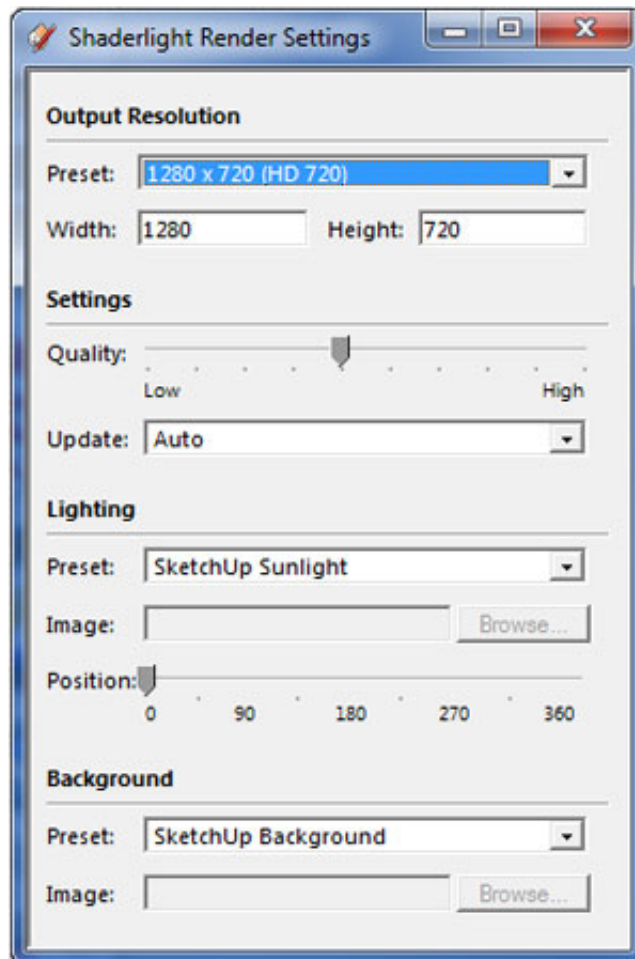 Shaderlight Render Settings
Output Resolution
Preset: 1280 x 720 (HD 720)
Width: 1280 Height: 720
Settings
Quality:
Low High
Update: Auto
Lighting
Preset: SketchUp Sunlight
Image: Browse...
Position:
0 90 180 270 360
Background
Preset: SketchUp Background
Image: Browse...